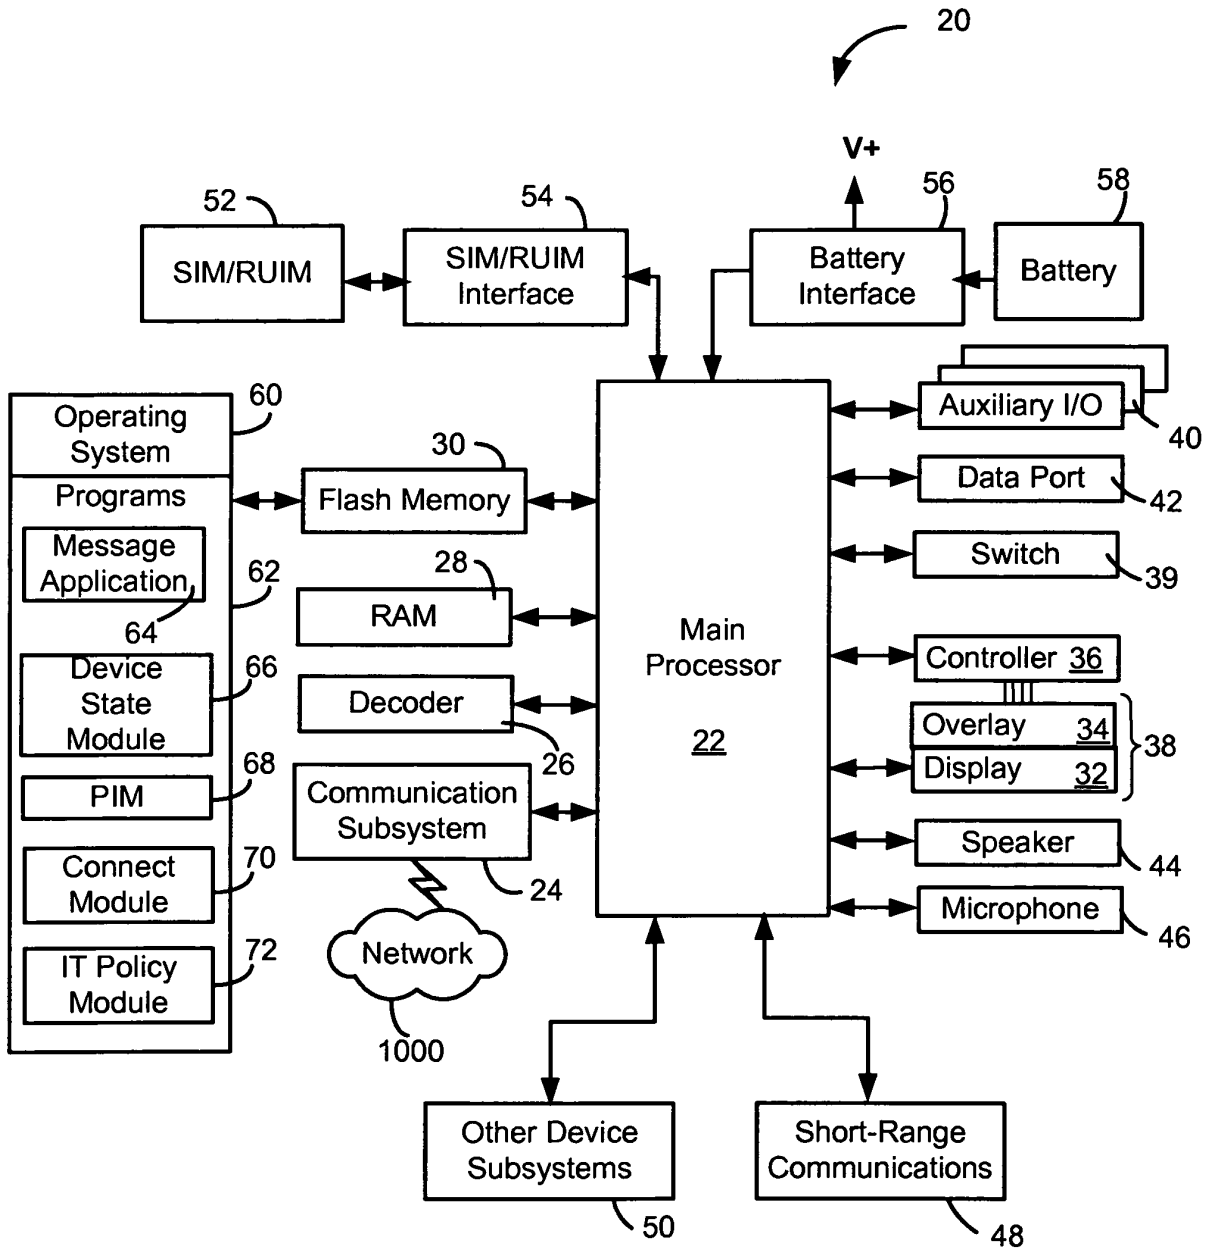 20
V+
52
54
56
58
SIM/RUIM
SIM/RUIM
Interface
Battery
Interface
Battery
60
Operating
System
Programs
Message
Application
64
62
Device
State
Module
66
PIM
68
Connect
Module
70
IT Policy
Module
72
30
Flash Memory
28
RAM
Decoder
26
Communication
Subsystem
24
Network
1000
Main
Processor
22
Auxiliary I/O
40
Data Port
42
Switch
39
Controller 36
Overlay 34
Display 32
38
Speaker
44
Microphone
46
Other Device
Subsystems
50
Short-Range
Communications
48